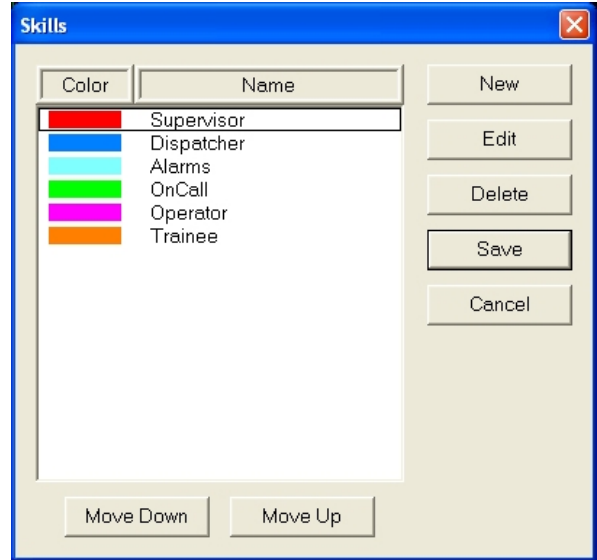 Skills
Color Name
Supervisor
Dispatcher
Alarms
OnCall
Operator
Trainee
New
Edit
Delete
Save
Cancel
Move Down Move Up